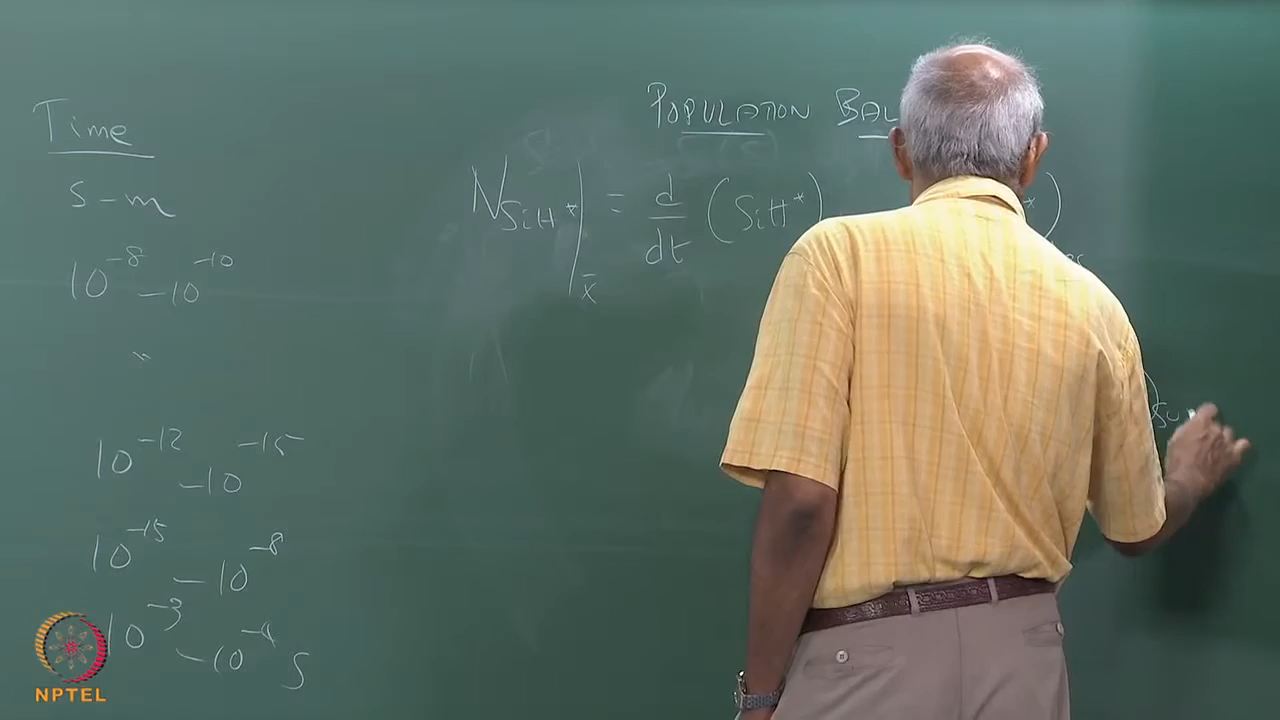 Time
s-m
10^-8 - 10^-10
"
10^-12 - 10^-15
10^-15 - 10^-8
10^-3 - 10^-4 s
POPULATION BAL
N_SiH* |_x̄ = d/dt (SiH*) * )
NPTEL